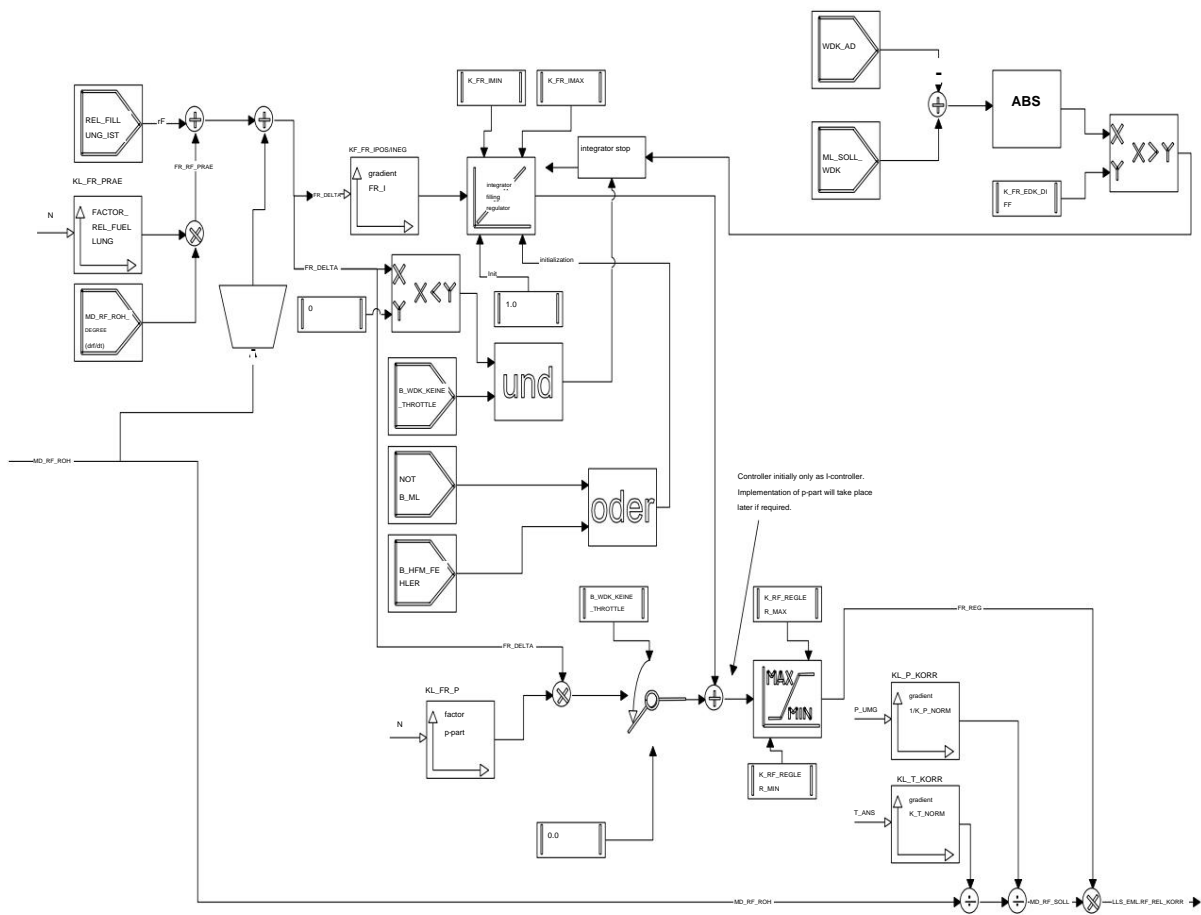 WDK_AD
-
K_FR_IMIN
K_FR_IMAX
ABS
REL_FILL
UNG_IST
rF
FR_RF_PRAE
KF_FR_IPOS/INEG
gradient
FR_I
FR_DELTA
integrator
filling
regulator
integrator stop
ML_SOLL_
WDK
X
Y
X>Y
K_FR_EDK_DI
FF
KL_FR_PRAE
N
FACTOR_
REL_FUEL
LUNG
initialization
Init
1.0
FR_DELTA
X
Y
X<Y
0
MD_RF_ROH_
DEGREE
(drf/dt)
und
B_WDK_KEINE
_THROTTLE
MD_RF_ROH
NOT
B_ML
oder
B_HFM_FE
HLER
Controller initially only as I-controller.
Implementation of p-part will take place
later if required.
B_WDK_KEINE
_THROTTLE
K_RF_REGLE
R_MAX
FR_REG
FR_DELTA
MAX
MIN
KL_FR_P
N
factor
p-part
KL_P_KORR
P_UMG
gradient
1/K_P_NORM
K_RF_REGLE
R_MIN
KL_T_KORR
T_ANS
gradient
K_T_NORM
0.0
MD_RF_ROH
MD_RF_SOLL
LLS_EML.RF_REL_KORR